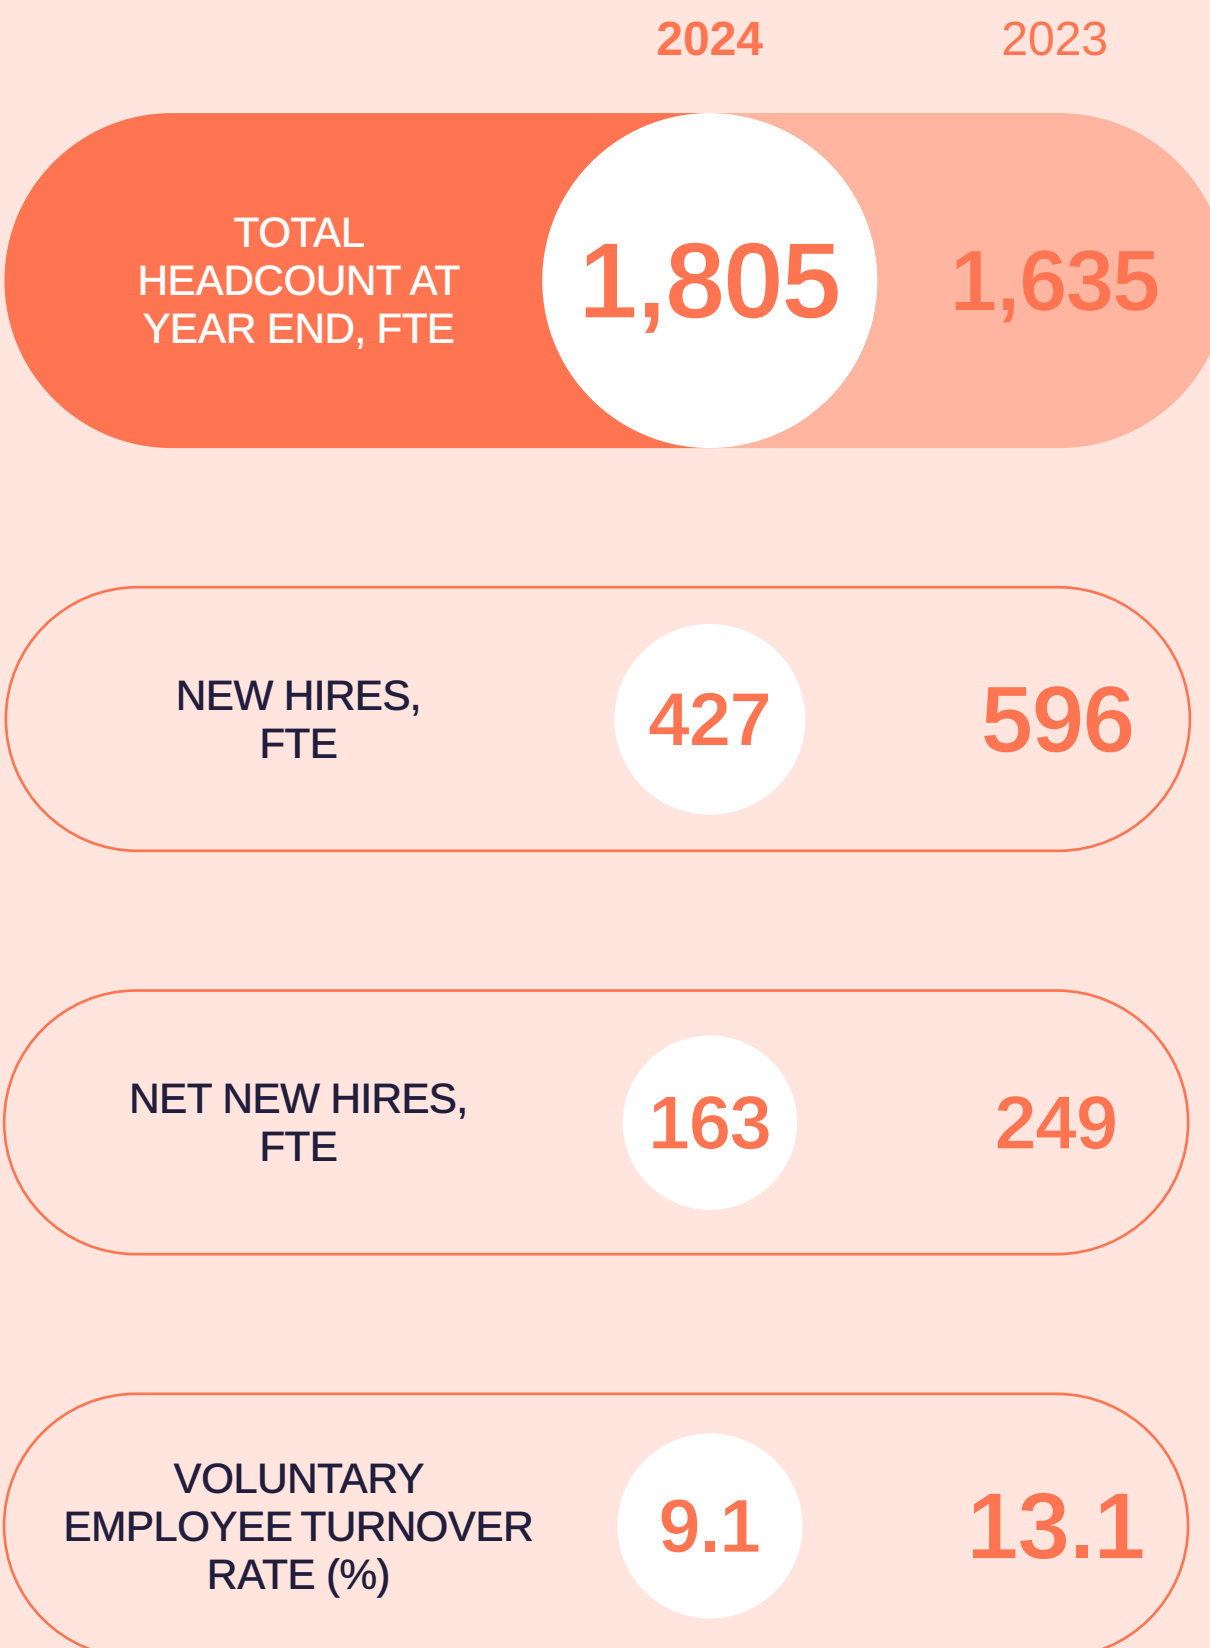 2024 2023
TOTAL
HEADCOUNT AT
YEAR END, FTE
1,805 1,635
NEW HIRES,
FTE
427 596
NET NEW HIRES,
FTE
163 249
VOLUNTARY
EMPLOYEE TURNOVER
RATE (%)
9.1 13.1